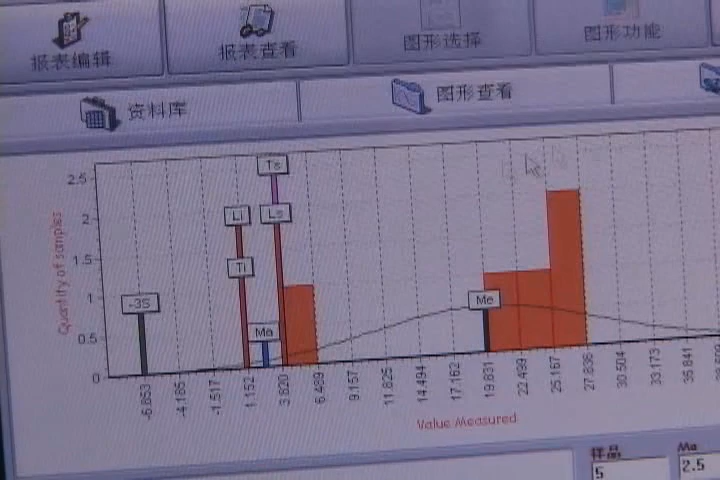 报表编辑
报表查看
图形选择
图形功能
资料库
图形查看
Quantity of samples
2.5
2
1.5
1
0.5
0
Ts
Li
Ls
Ti
-3S
Ma
Me
-6.853
-4.185
-1.517
1.152
3.820
6.489
9.157
11.825
14.494
17.162
19.831
22.499
25.167
27.836
30.504
33.173
35.841
Value Measured
样品
5
Ma
2.5